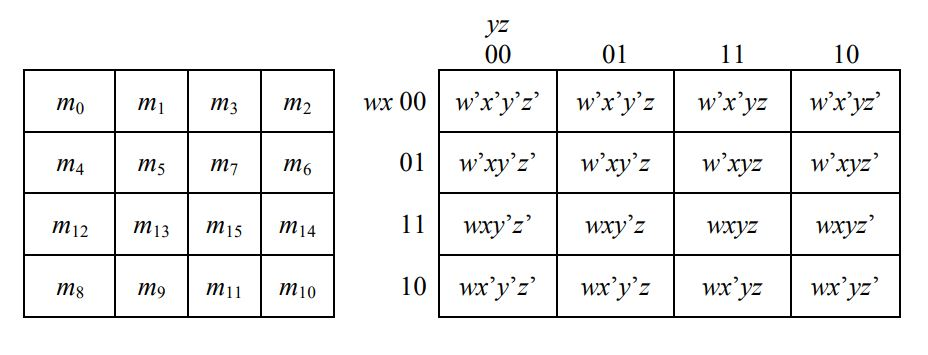 yz
00 01 11 10
m0 m1 m3 m2 wx 00 w’x’y’z’ w’x’y’z w’x’yz w’x’yz’
m4 m5 m7 m6 01 w’xy’z’ w’xy’z w’xyz w’xyz’
m12 m13 m15 m14 11 wxy’z’ wxy’z wxyz wxyz’
m8 m9 m11 m10 10 wx’y’z’ wx’y’z wx’yz wx’yz’